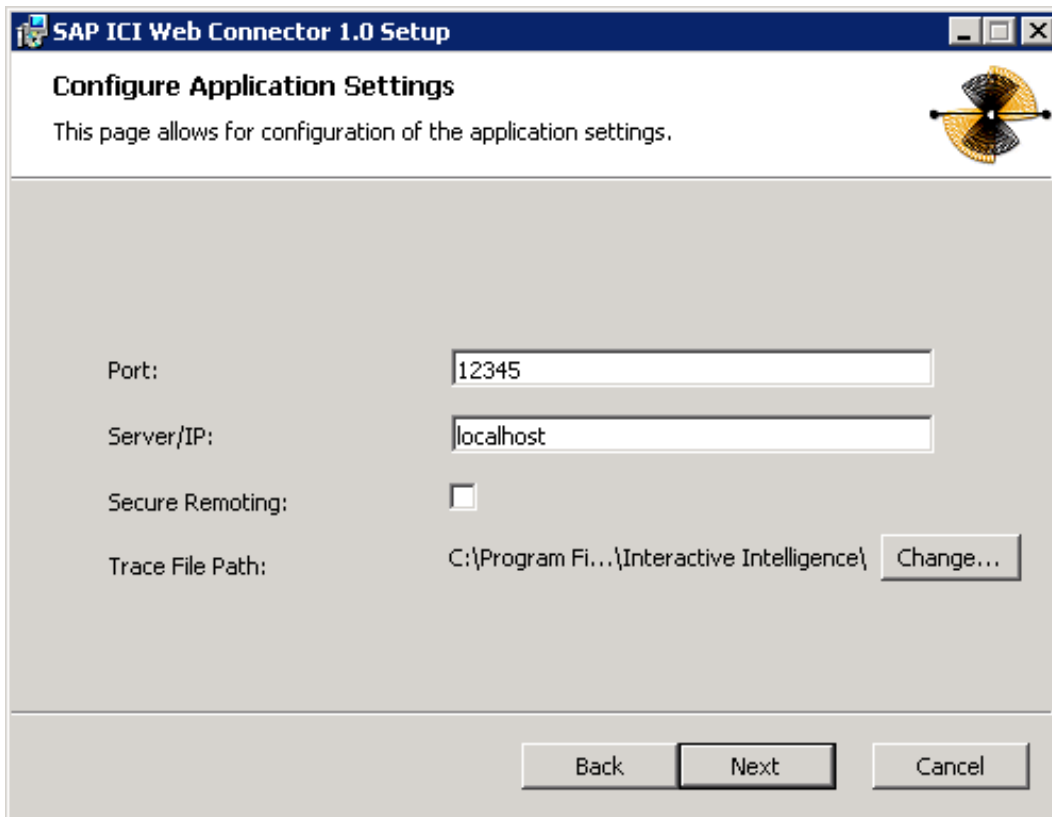 SAP ICI Web Connector 1.0 Setup
Configure Application Settings
This page allows for configuration of the application settings.
Port: 12345
Server/IP: localhost
Secure Remoting:
Trace File Path: C:\Program Fi...\Interactive Intelligence\ Change...
Back Next Cancel